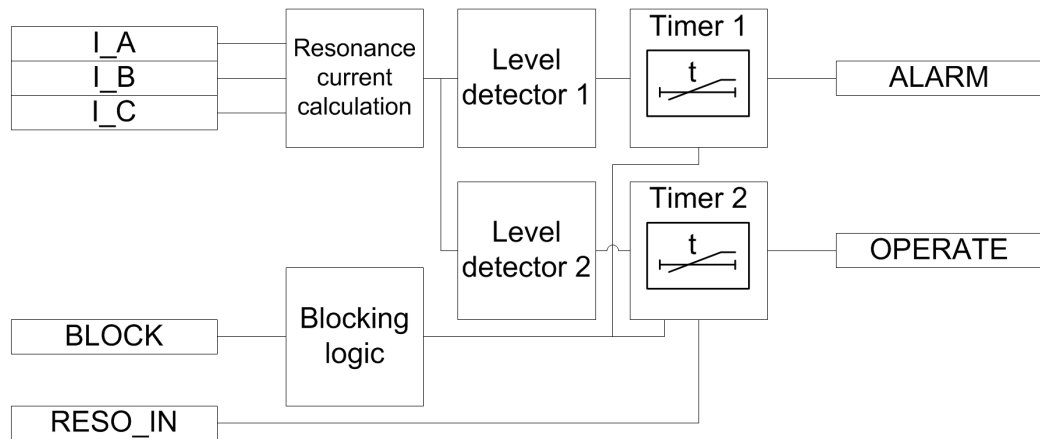 I_A
I_B
I_C
Resonance
current
calculation
Level
detector 1
Timer 1
t
ALARM
Level
detector 2
Timer 2
t
OPERATE
BLOCK
Blocking
logic
RESO_IN